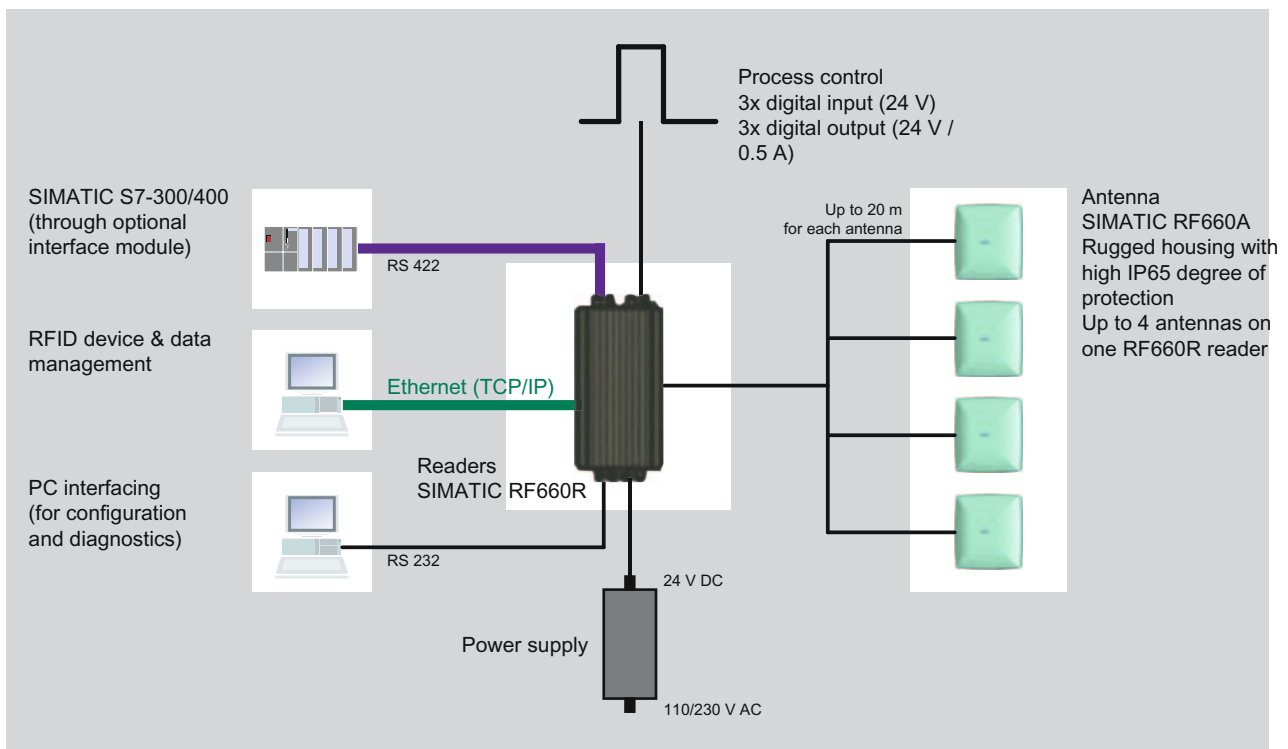 Process control
3x digital input (24 V)
3x digital output (24 V /
0.5 A)
SIMATIC S7-300/400
(through optional
interface module)
RS 422
Up to 20 m
for each antenna
Antenna
SIMATIC RF660A
Rugged housing with
high IP65 degree of
protection
Up to 4 antennas on
one RF660R reader
RFID device & data
management
Ethernet (TCP/IP)
Readers
SIMATIC RF660R
PC interfacing
(for configuration
and diagnostics)
RS 232
24 V DC
Power supply
110/230 V AC